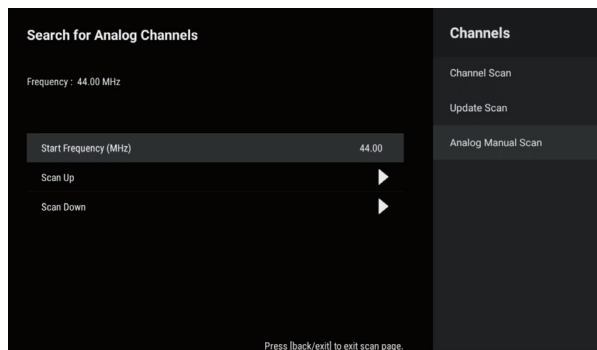 Search for Analog Channels
Frequency : 44.00 MHz
Start Frequency (MHz) 44.00
Scan Up
Scan Down
Press [back/exit] to exit scan page.
Channels
Channel Scan
Update Scan
Analog Manual Scan